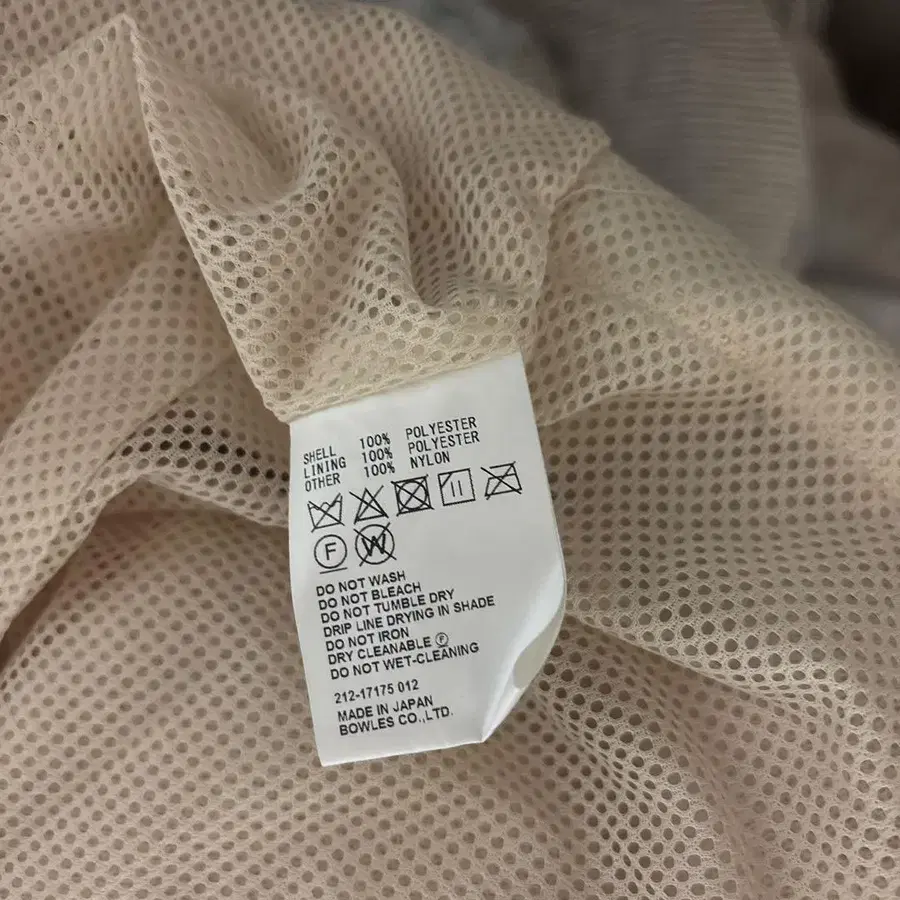 SHELL 100% POLYESTER
LINING 100% POLYESTER
OTHER 100% NYLON
F W
DO NOT WASH
DO NOT BLEACH
DO NOT TUMBLE DRY
DRIP LINE DRYING IN SHADE
DO NOT IRON
DRY CLEANABLE Ⓕ
DO NOT WET-CLEANING
212-17175 012
MADE IN JAPAN
BOWLES CO.,LTD.